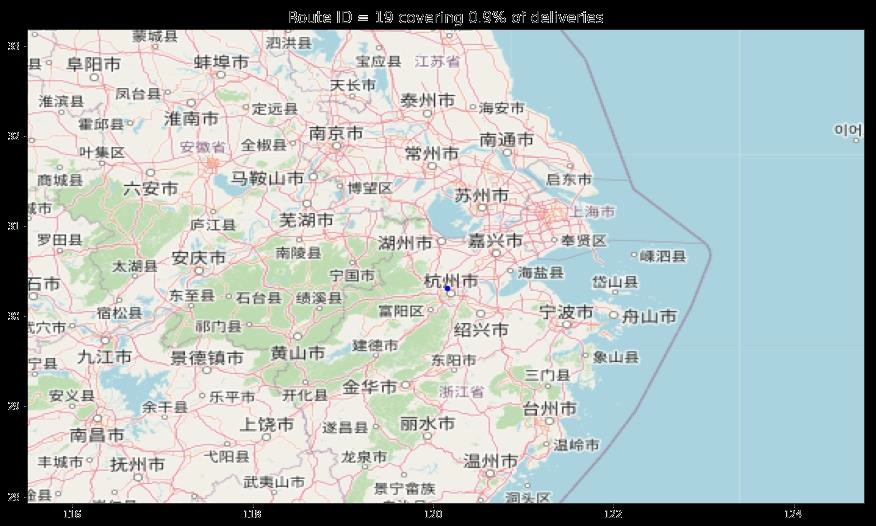 Route ID = 19 covering 0.9% of deliveries
蒙城县
泗洪县
宝应县
江苏省
阜阳市
蚌埠市
天长市
淮滨县
凤台县
定远县
泰州市
海安市
霍邱县
淮南市
南京市
南通市
叶集区
安徽省
全椒县
常州市
商城县
六安市
马鞍山市
博望区
苏州市
启东市
城市
庐江县
芜湖市
上海市
罗田县
湖州市
嘉兴市
奉贤区
太湖县
安庆市
南陵县
宁国市
嵊泗县
石市
东至县
石台县
绩溪县
杭州市
海盐县
岱山县
宿松县
富阳区
宁波市
舟山市
武穴市
祁门县
绍兴市
九江市
景德镇市
黄山市
建德市
东阳市
象山县
三门县
安义县
余干县
乐平市
开化县
金华市
浙江省
台州市
南昌市
上饶市
遂昌县
丽水市
温岭市
丰城市
抚州市
弋阳县
龙泉市
温州市
武夷山市
景宁畲族
洞头区
이어
116
118
120
122
124